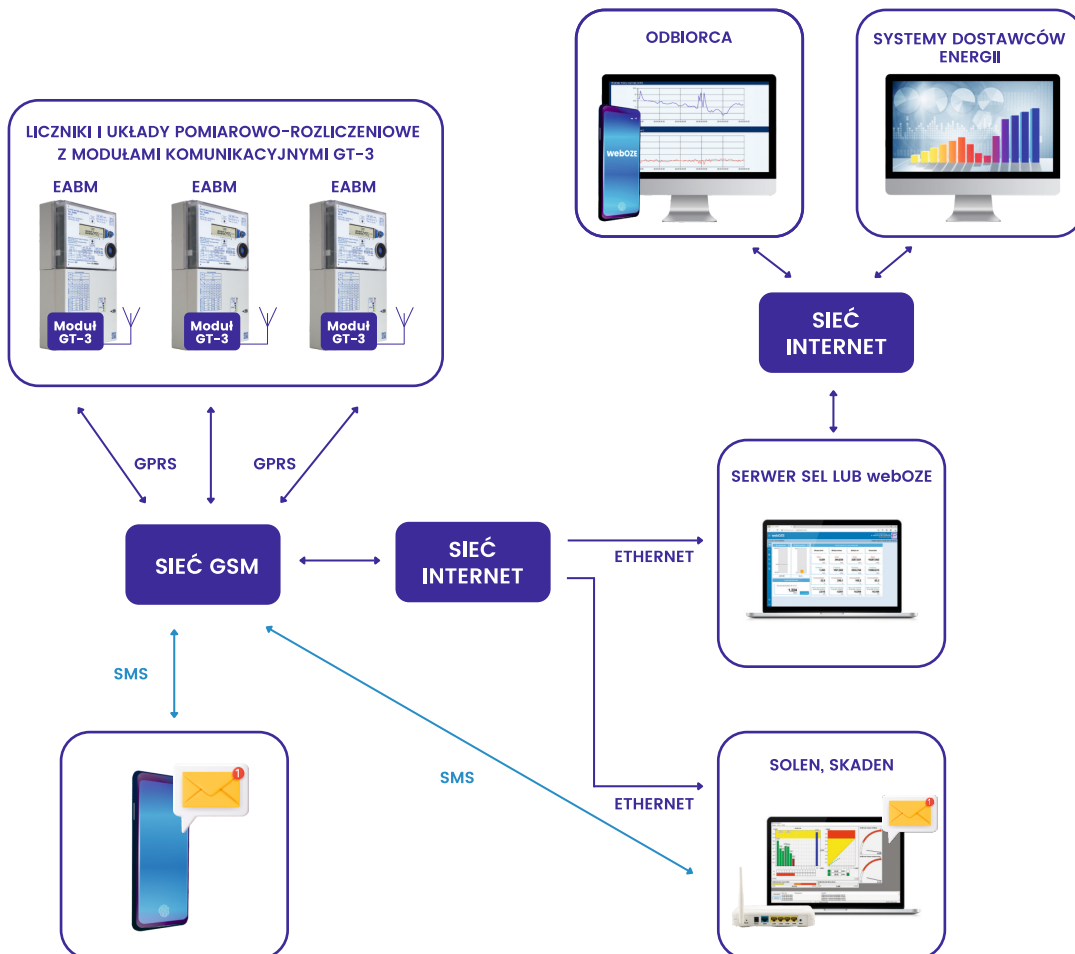 ODBIORCA
SYSTEMY DOSTAWCÓW
ENERGII
webOZE
LICZNIKI I UKŁADY POMIAROWO-ROZLICZENIOWE
Z MODUŁAMI KOMUNIKACYJNYMI GT-3
EABM
EABM
EABM
Moduł
GT-3
Moduł
GT-3
Moduł
GT-3
SIEĆ
INTERNET
GPRS
GPRS
SERWER SEL LUB webOZE
SIEĆ GSM
SIEĆ
INTERNET
ETHERNET
SMS
SMS
ETHERNET
SOLEN, SKADEN
1
1